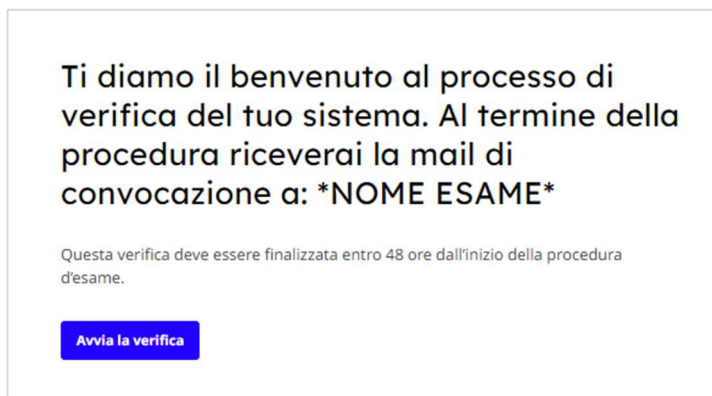 Ti diamo il benvenuto al processo di
verifica del tuo sistema. Al termine della
procedura riceverai la mail di
convocazione a: *NOME ESAME*
Questa verifica deve essere finalizzata entro 48 ore dall'inizio della procedura
d'esame.
Avvia la verifica